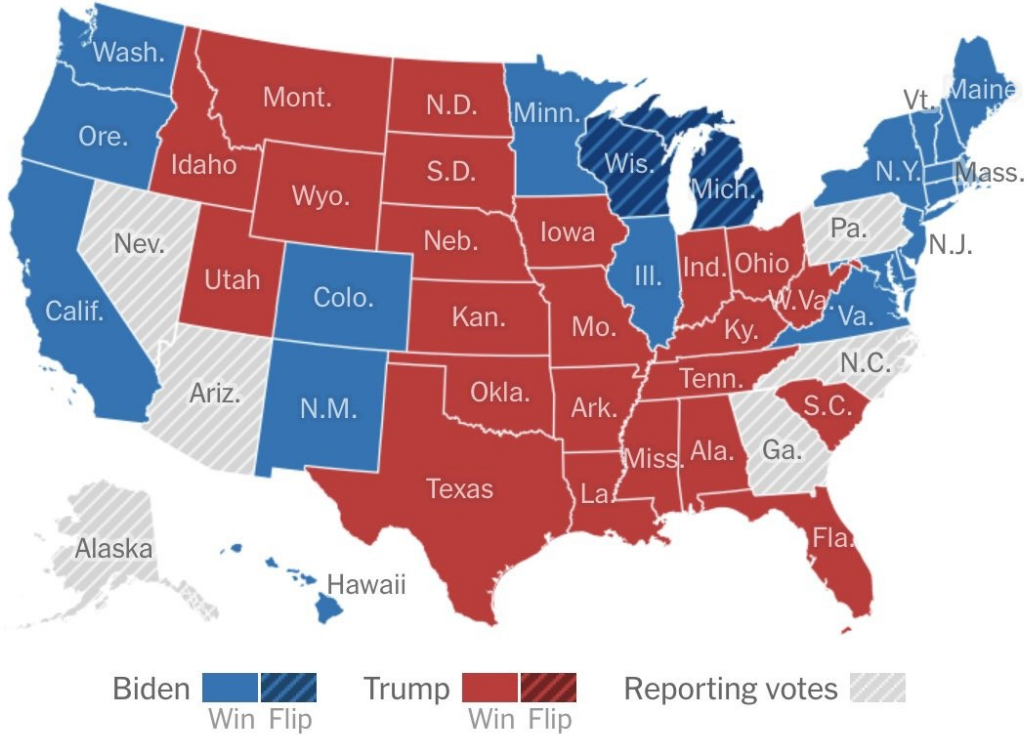 Wash.
Mont.
N.D.
Minn.
Vt.
Maine
Ore.
Idaho
S.D.
Wis.
Mich.
N.Y.
Mass.
Wyo.
Nev.
Neb.
Iowa
Pa.
N.J.
Utah
Colo.
Ill.
Ind.
Ohio
Calif.
Kan.
Mo.
Ky.
W.Va.
Va.
Ariz.
N.M.
Okla.
Ark.
Tenn.
N.C.
S.C.
Texas
La.
Miss.
Ala.
Ga.
Fla.
Alaska
Hawaii
Biden Trump Reporting votes
Win Flip Win Flip